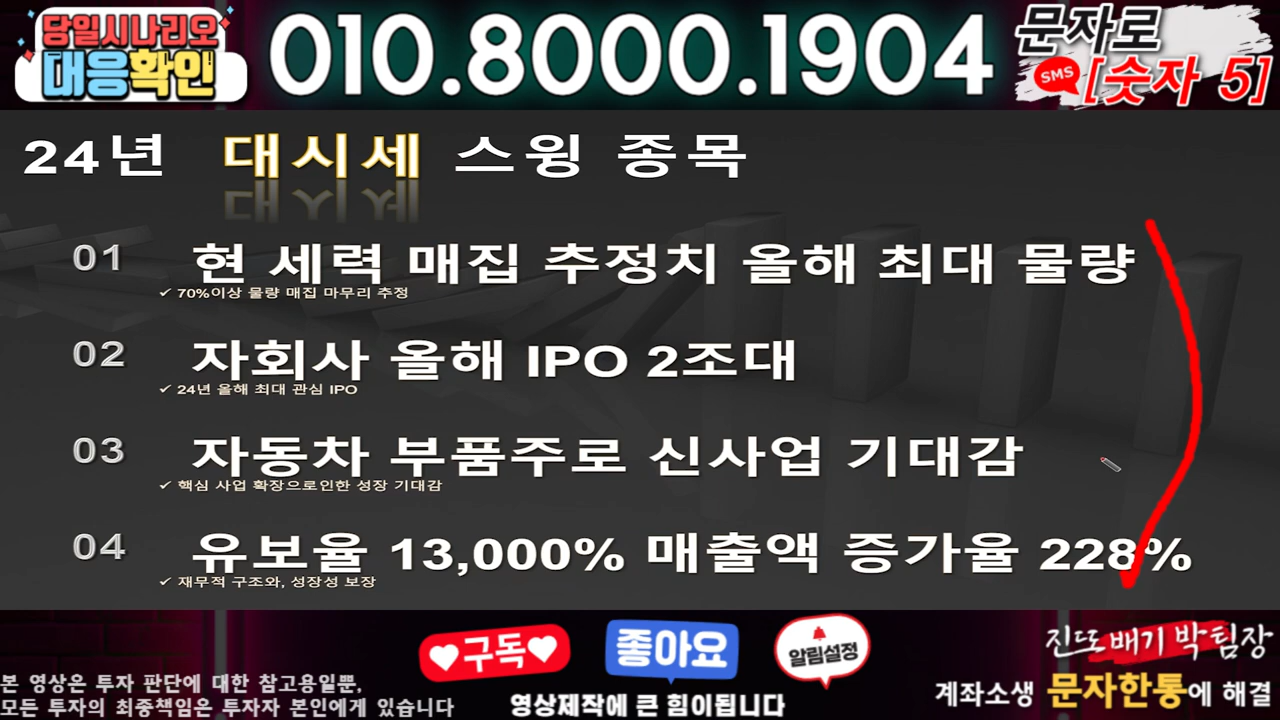 당일시나리오
대응확인
010.8000.1904
문자로
SMS [숫자 5]
24년 대시세 스윙 종목
01 현 세력 매집 추정치 올해 최대 물량
✓ 70%이상 물량 매집 마무리 추정
02 자회사 올해 IPO 2조대
✓ 24년 올해 최대 관심 IPO
03 자동차 부품주로 신사업 기대감
✓ 핵심 사업 확장으로인한 성장 기대감
04 유보율 13,000% 매출액 증가율 228%
✓ 재무적 구조와, 성장성 보장
구독
좋아요
알림설정
진또배기 박팀장
본 영상은 투자 판단에 대한 참고용일뿐,
모든 투자의 최종책임은 투자자 본인에게 있습니다
영상제작에 큰 힘이됩니다
계좌소생 문자한통에 해결